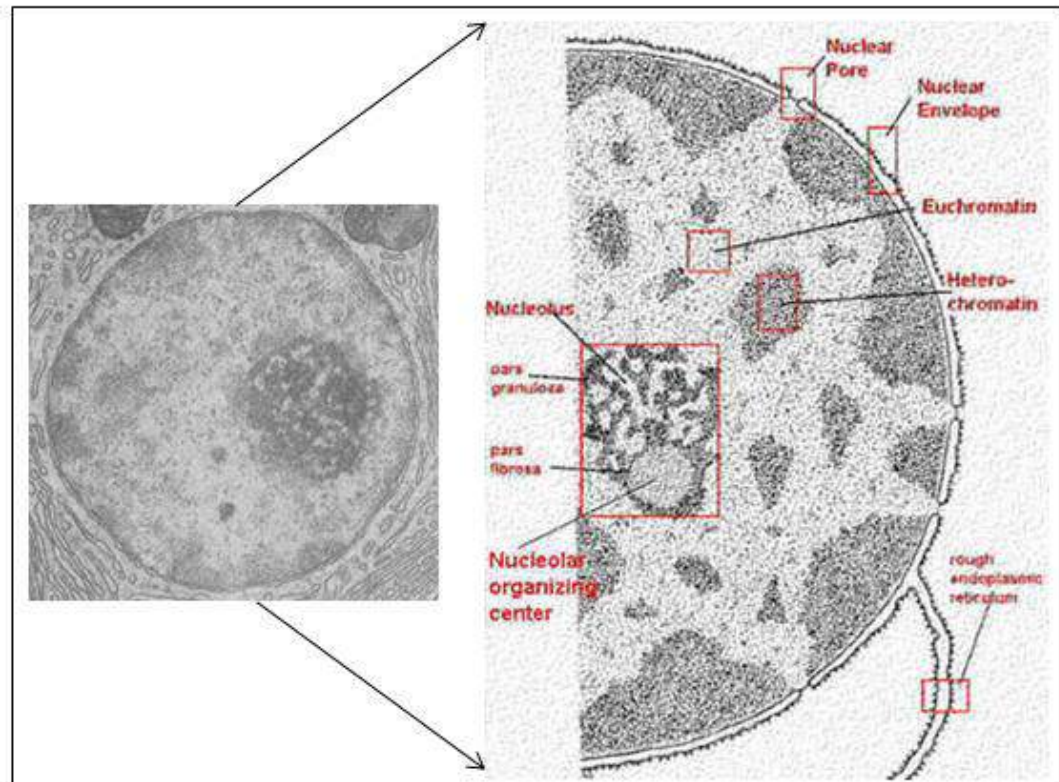 Nuclear
Pore
Nuclear
Envelope
Euchromatin
Hetero-
chromatin
Nucleolus
pars
granulosa
pars
fibrosa
Nucleolar
organizing
center
rough
endoplasmic
reticulum